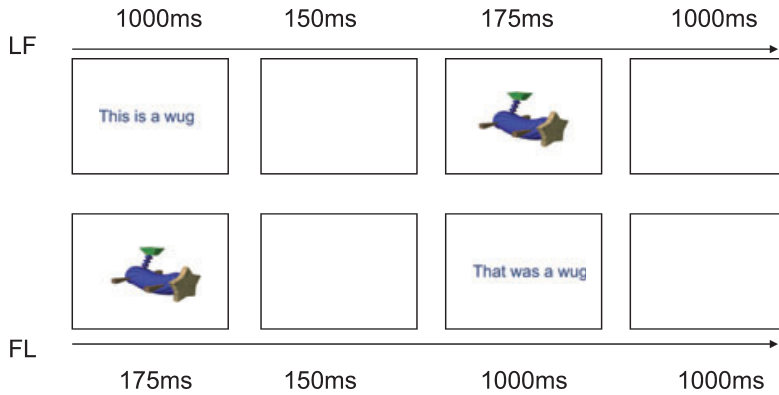 1000ms 150ms 175ms 1000ms
LF
This is a wug
That was a wug
FL
175ms 150ms 1000ms 1000ms